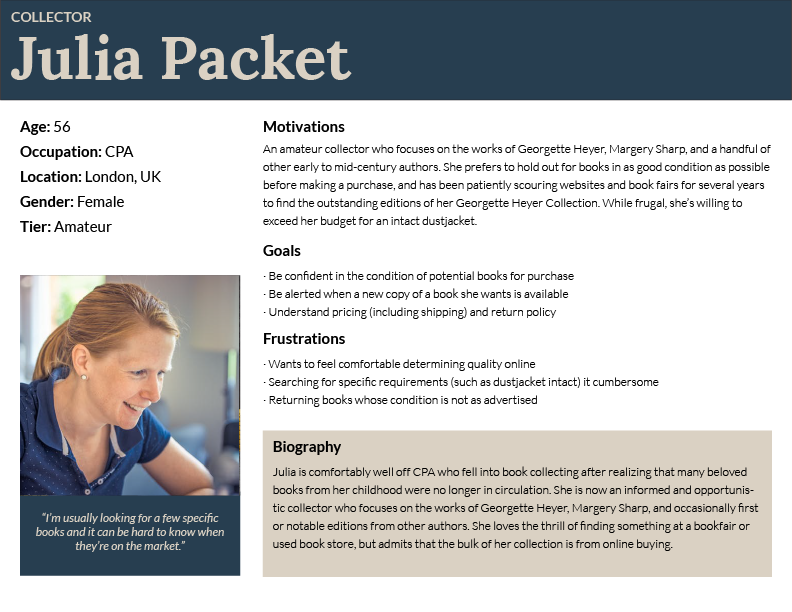 COLLECTOR
Julia Packet
Age: 56
Occupation: CPA
Location: London, UK
Gender: Female
Tier: Amateur
“I’m usually looking for a few specific
books and it can be hard to know when
they’re on the market.”
Motivations
An amateur collector who focuses on the works of Georgette Heyer, Margery Sharp, and a handful of
other early to mid-century authors. She prefers to hold out for books in as good condition as possible
before making a purchase, and has been patiently scouring websites and book fairs for several years
to find the outstanding editions of her Georgette Heyer Collection. While frugal, she’s willing to
exceed her budget for an intact dustjacket.
Goals
· Be confident in the condition of potential books for purchase
· Be alerted when a new copy of a book she wants is available
· Understand pricing (including shipping) and return policy
Frustrations
· Wants to feel comfortable determining quality online
· Searching for specific requirements (such as dustjacket intact) it cumbersome
· Returning books whose condition is not as advertised
Biography
Julia is comfortably well off CPA who fell into book collecting after realizing that many beloved
books from her childhood were no longer in circulation. She is now an informed and opportunis-
tic collector who focuses on the works of Georgette Heyer, Margery Sharp, and occasionally first
or notable editions from other authors. She loves the thrill of finding something at a bookfair or
used book store, but admits that the bulk of her collection is from online buying.